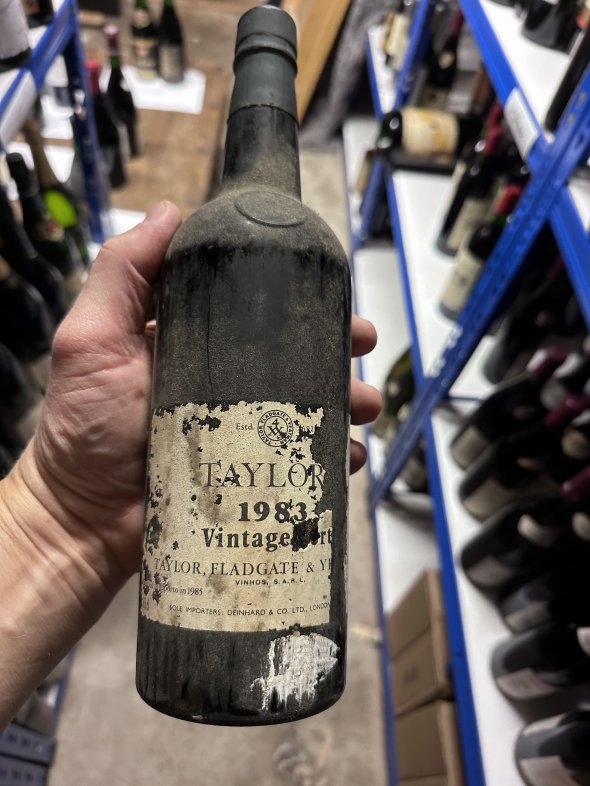 Estd.
TAYLOR
1983
Vintage
TAYLOR, FLADGATE & YE
VINHOS, S.A.R.L.
Porto in 1985
SOLE IMPORTERS: DEINHARD & CO. LTD., LONDON